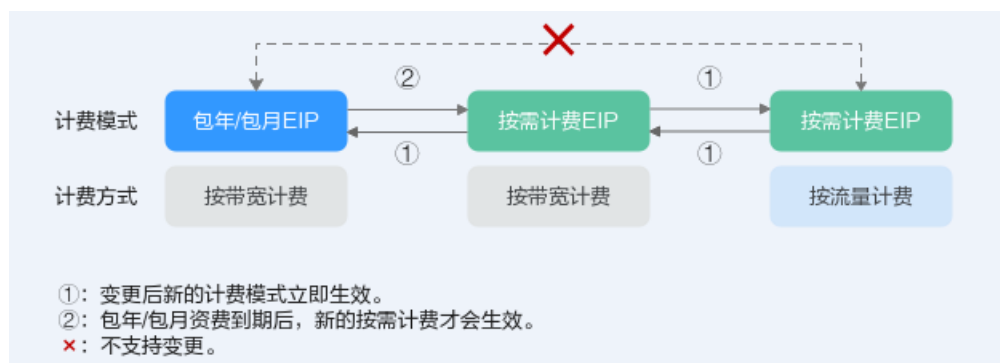 ②
①
计费模式
包年/包月EIP
按需计费EIP
按需计费EIP
①
①
计费方式
按带宽计费
按带宽计费
按流量计费
①：变更后新的计费模式立即生效。
②：包年/包月资费到期后，新的按需计费才会生效。
×：不支持变更。